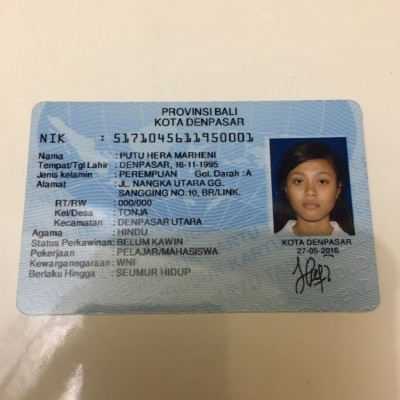 PROVINSI BALI
KOTA DENPASAR
NIK : 5171045611950001
Nama : PUTU HERA MARHENI
Tempat/Tgl Lahir : DENPASAR, 16-11-1995
Jenis kelamin : PEREMPUAN Gol. Darah : A
Alamat : JL. NANGKA UTARA GG.
SANGGING NO.10, BR/LINK.
RT/RW : 000/000
Kel/Desa : TONJA
Kecamatan : DENPASAR UTARA
Agama : HINDU
Status Perkawinan: BELUM KAWIN
Pekerjaan : PELAJAR/MAHASISWA
Kewarganegaraan: WNI
Berlaku Hingga : SEUMUR HIDUP
KOTA DENPASAR
27-05-2016